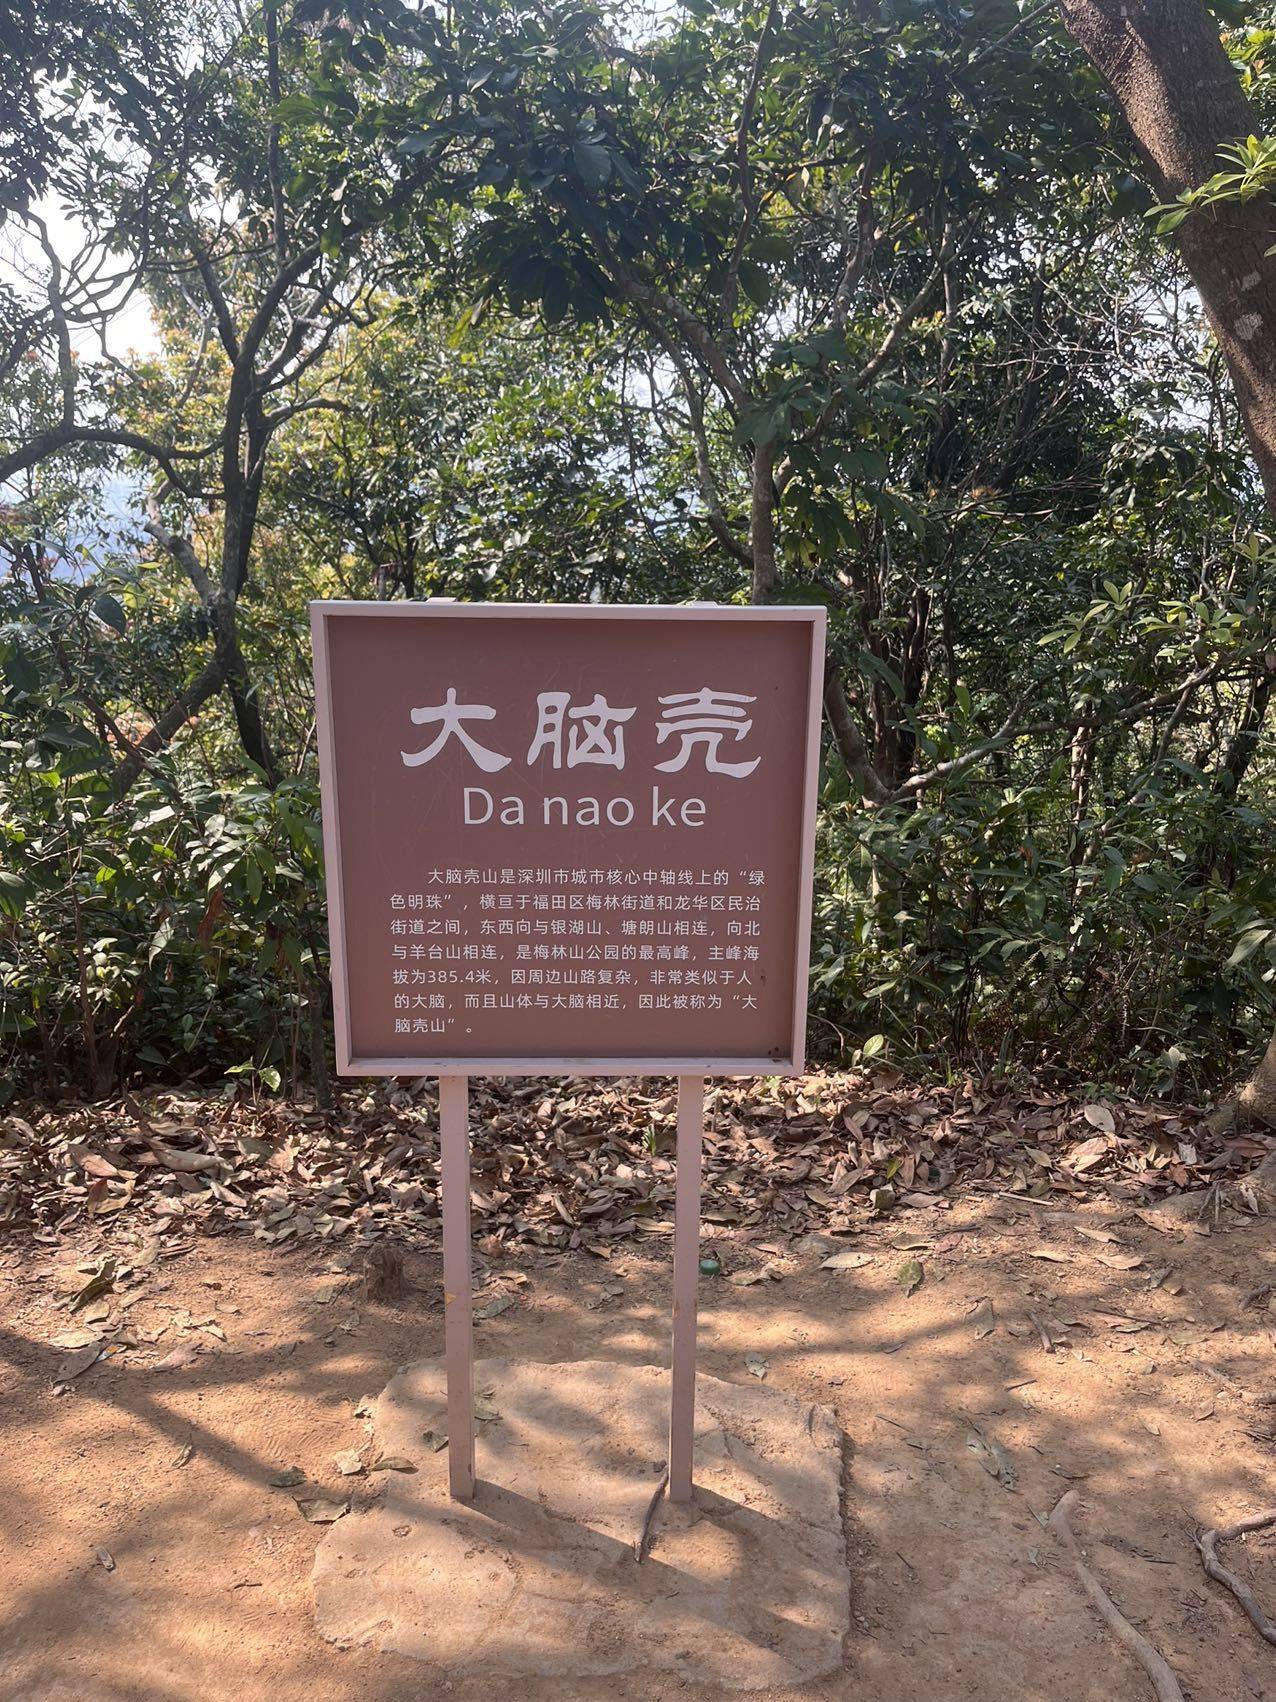 大脑壳
Da nao ke
大脑壳山是深圳市城市核心中轴线上的“绿
色明珠”，横亘于福田区梅林街道和龙华区民治
街道之间，东西向与银湖山、塘朗山相连，向北
与羊台山相连，是梅林山公园的最高峰，主峰海
拔为385.4米，因周边山路复杂，非常类似于人
的大脑，而且山体与大脑相近，因此被称为“大
脑壳山”。